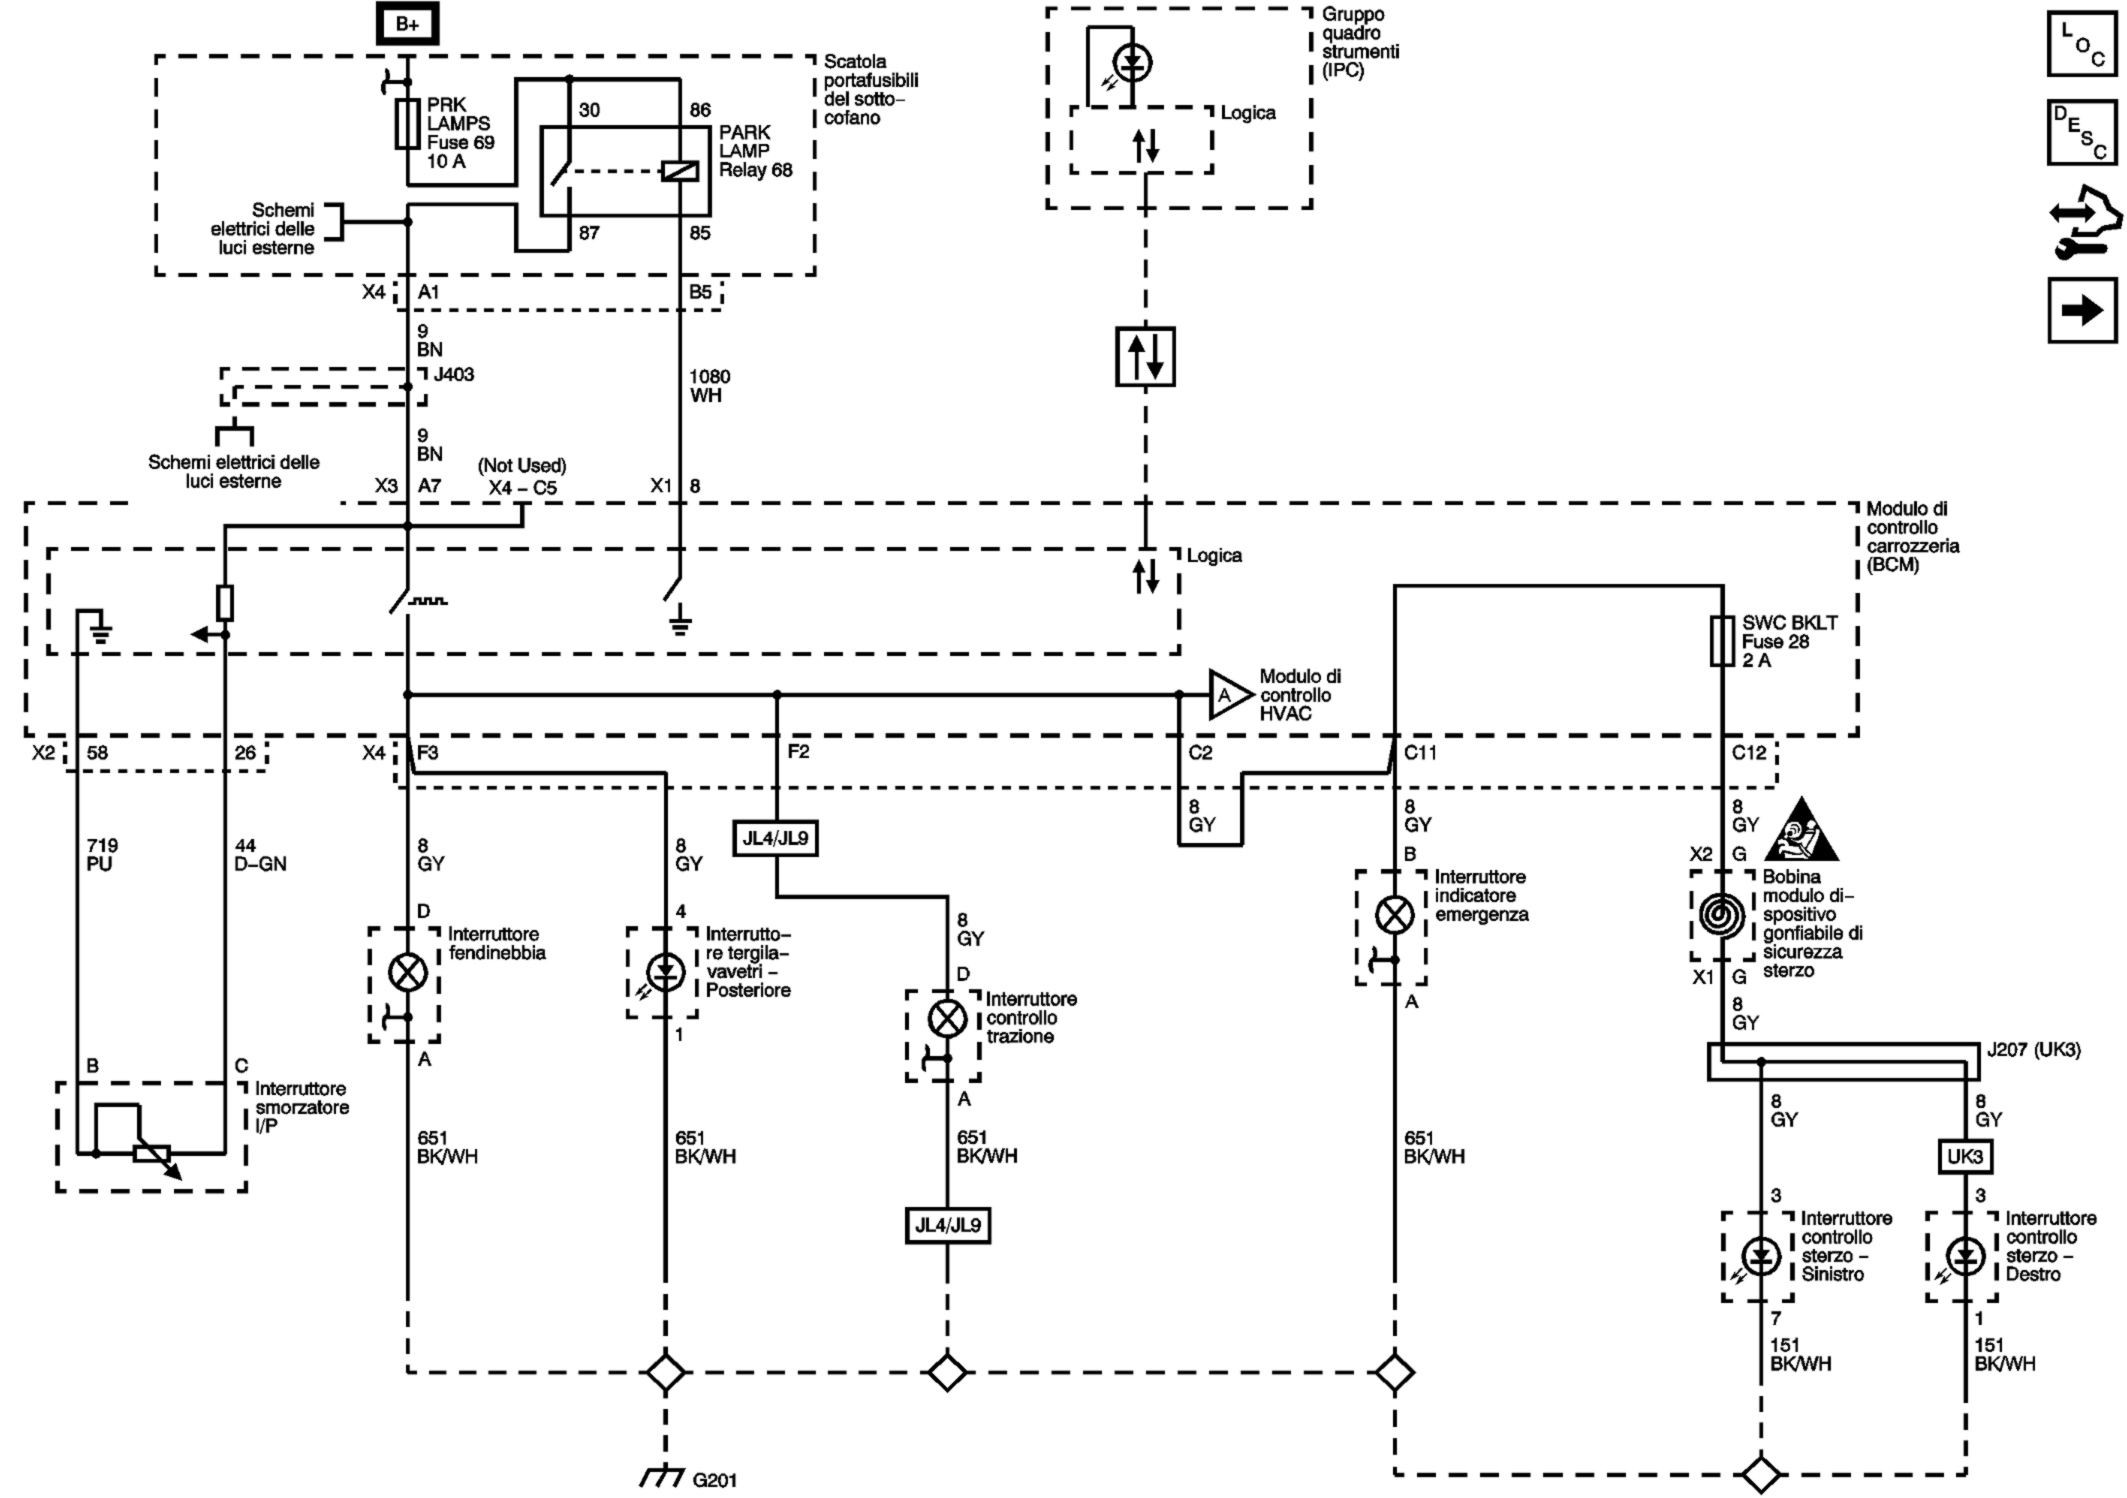 B+
Scatola
portafusibili
del sotto–
cofano
PRK
LAMPS
Fuse 69
10 A
30
86
PARK
LAMP
Relay 68
87
85
Schemi
elettrici delle
luci esterne
Gruppo
quadro
strumenti
(IPC)
Logica
L
O
C
D
E
S
C
X4
A1
B5
9
BN
J403
1080
WH
9
BN
Schemi elettrici delle
luci esterne
(Not Used)
X3
A7
X4 – C5
X1
8
Modulo di
controllo
carrozzeria
(BCM)
Logica
SWC BKLT
Fuse 28
2 A
A
Modulo di
controllo
HVAC
X2
58
26
X4
F3
F2
C2
C11
C12
8
GY
8
GY
8
GY
719
PU
44
D–GN
8
GY
8
GY
JL4/JL9
B
X2
G
Interruttore
indicatore
emergenza
Bobina
modulo di–
spositivo
gonfiabile di
sicurezza
sterzo
D
Interruttore
fendinebbia
4
Interrutto–
re tergila–
vavetri –
Posteriore
8
GY
D
Interruttore
controllo
trazione
A
X1
G
8
GY
A
1
A
J207 (UK3)
B
C
Interruttore
smorzatore
I/P
651
BK/WH
651
BK/WH
651
BK/WH
651
BK/WH
8
GY
8
GY
UK3
JL4/JL9
3
3
Interruttore
controllo
sterzo –
Sinistro
Interruttore
controllo
sterzo –
Destro
7
1
151
BK/WH
151
BK/WH
G201